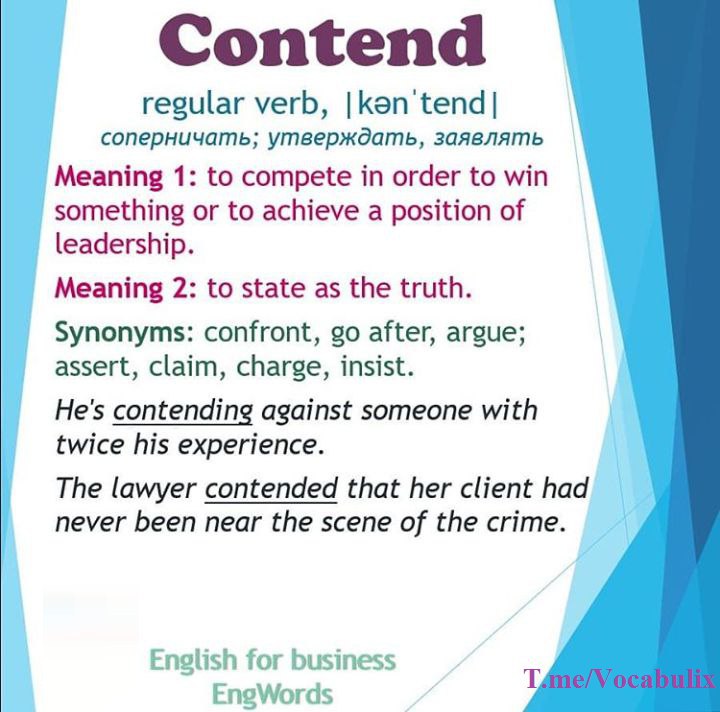 Contend
regular verb, |kən'tend|
соперничать; утверждать, заявлять
Meaning 1: to compete in order to win
something or to achieve a position of
leadership.
Meaning 2: to state as the truth.
Synonyms: confront, go after, argue;
assert, claim, charge, insist.
He's contending against someone with
twice his experience.
The lawyer contended that her client had
never been near the scene of the crime.
English for business
EngWords
T.me/Vocabulix